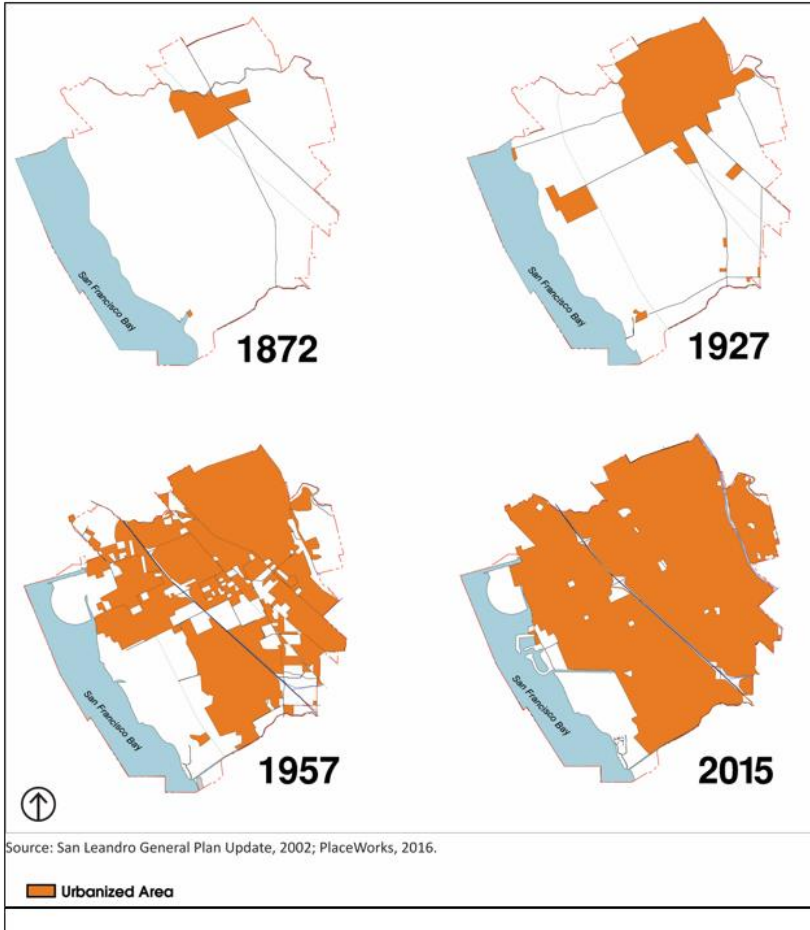 San Francisco Bay
1872
San Francisco Bay
1927
San Francisco Bay
1957
San Francisco Bay
2015
Source: San Leandro General Plan Update, 2002; PlaceWorks, 2016.
Urbanized Area